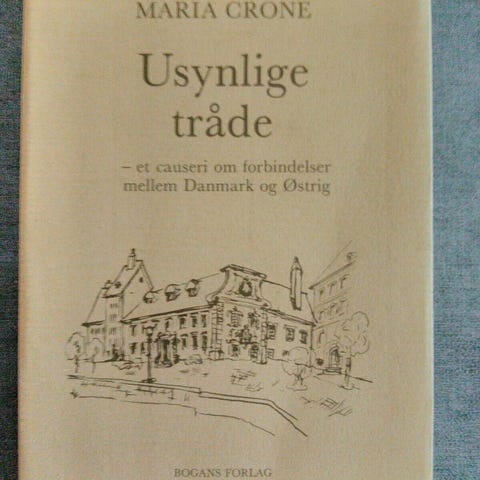 MARIA CRONE
Usynlige
tråde
– et causeri om forbindelser
mellem Danmark og Østrig
BOGANS FORLAG